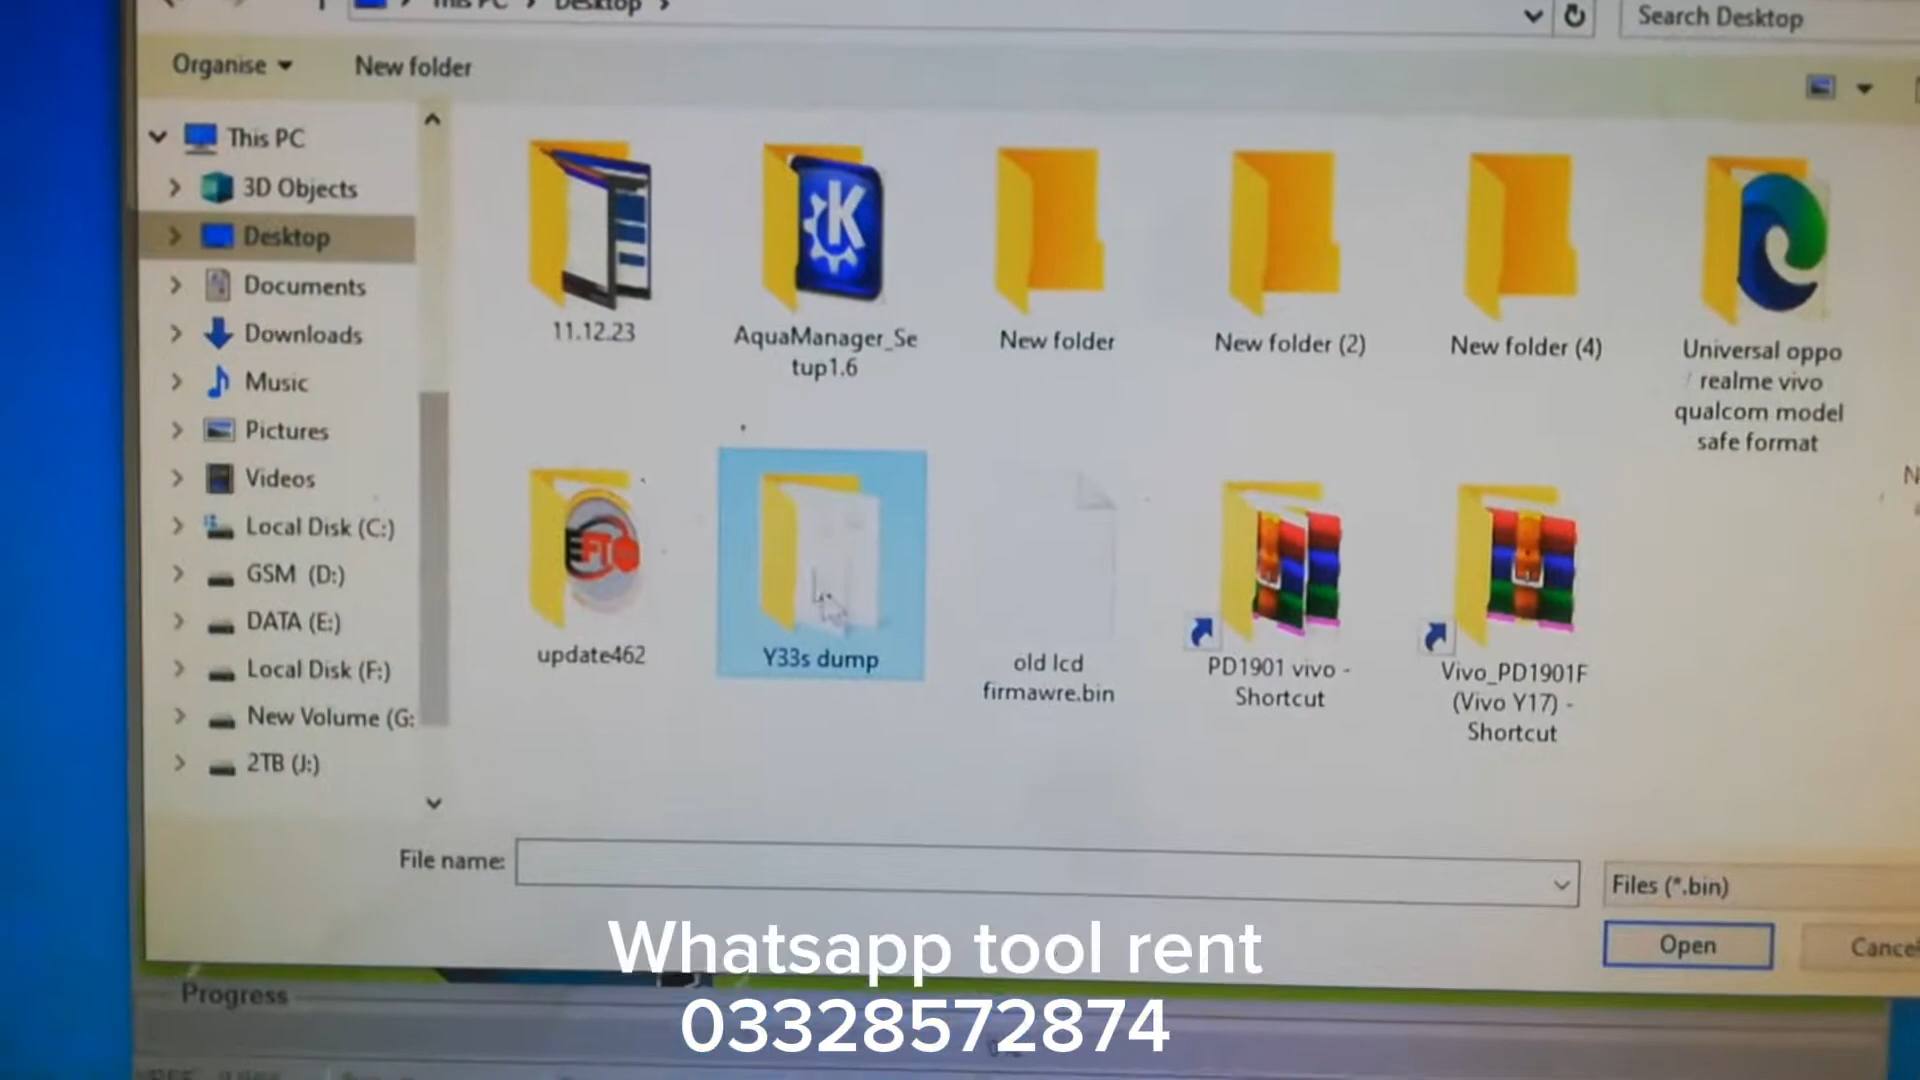 This PC > Desktop >
Search Desktop
Organise
New folder
This PC
3D Objects
Desktop
Documents
Downloads
Music
Pictures
Videos
Local Disk (C:)
GSM (D:)
DATA (E:)
Local Disk (F:)
New Volume (G:
2TB (J:)
11.12.23
AquaManager_Se
tup1.6
New folder
New folder (2)
New folder (4)
Universal oppo
realme vivo
qualcom model
safe format
update462
Y33s dump
old lcd
firmawre.bin
PD1901 vivo -
Shortcut
Vivo_PD1901F
(Vivo Y17) -
Shortcut
File name:
Files (*.bin)
Open
Cancel
Whatsapp tool rent
03328572874
Progress